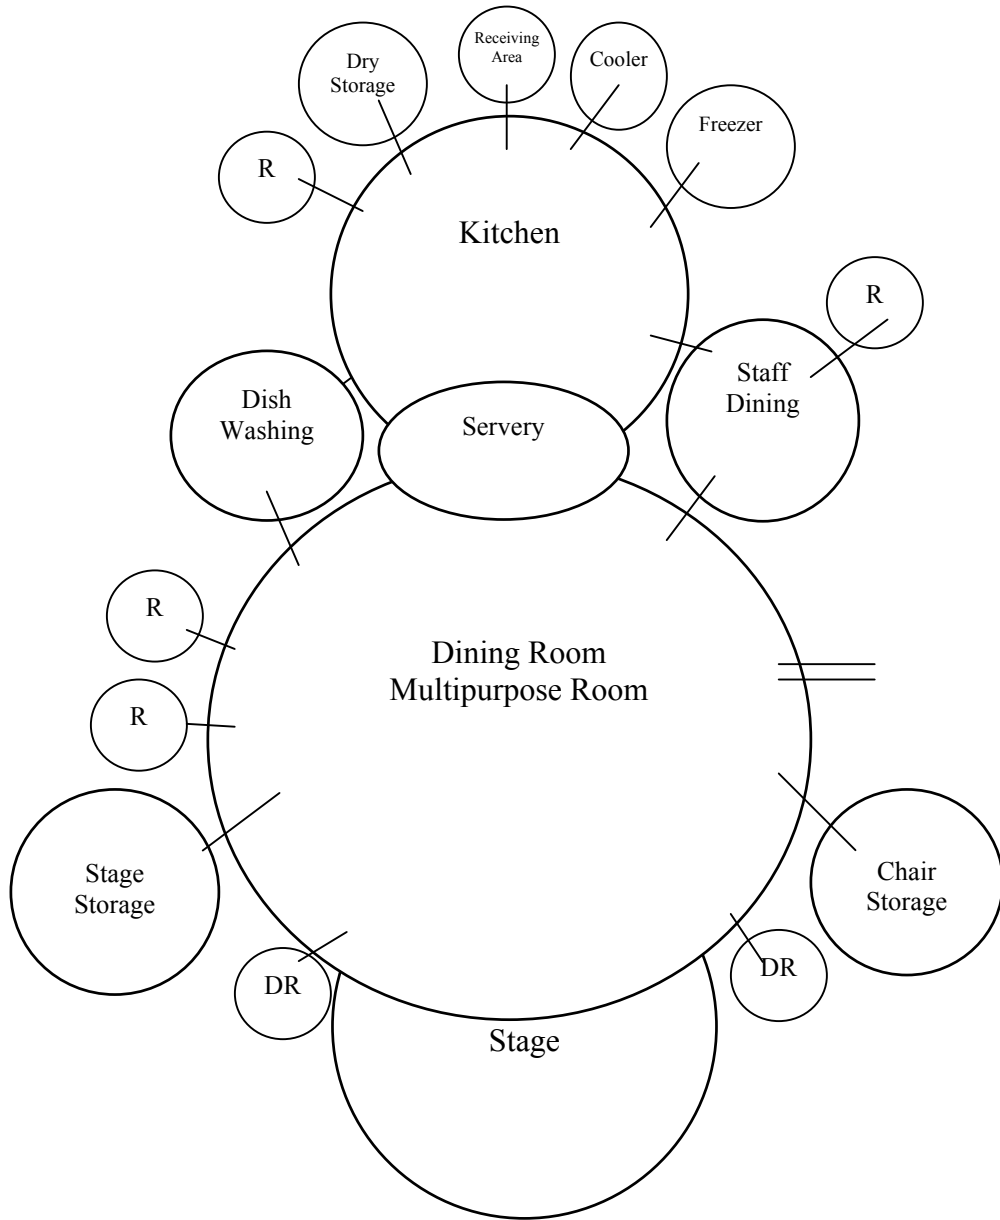 Receiving
Area
Dry
Storage
Cooler
Freezer
R
Kitchen
R
Staff
Dining
Dish
Washing
Servery
R
Dining Room
Multipurpose Room
R
Stage
Storage
Chair
Storage
DR
DR
Stage